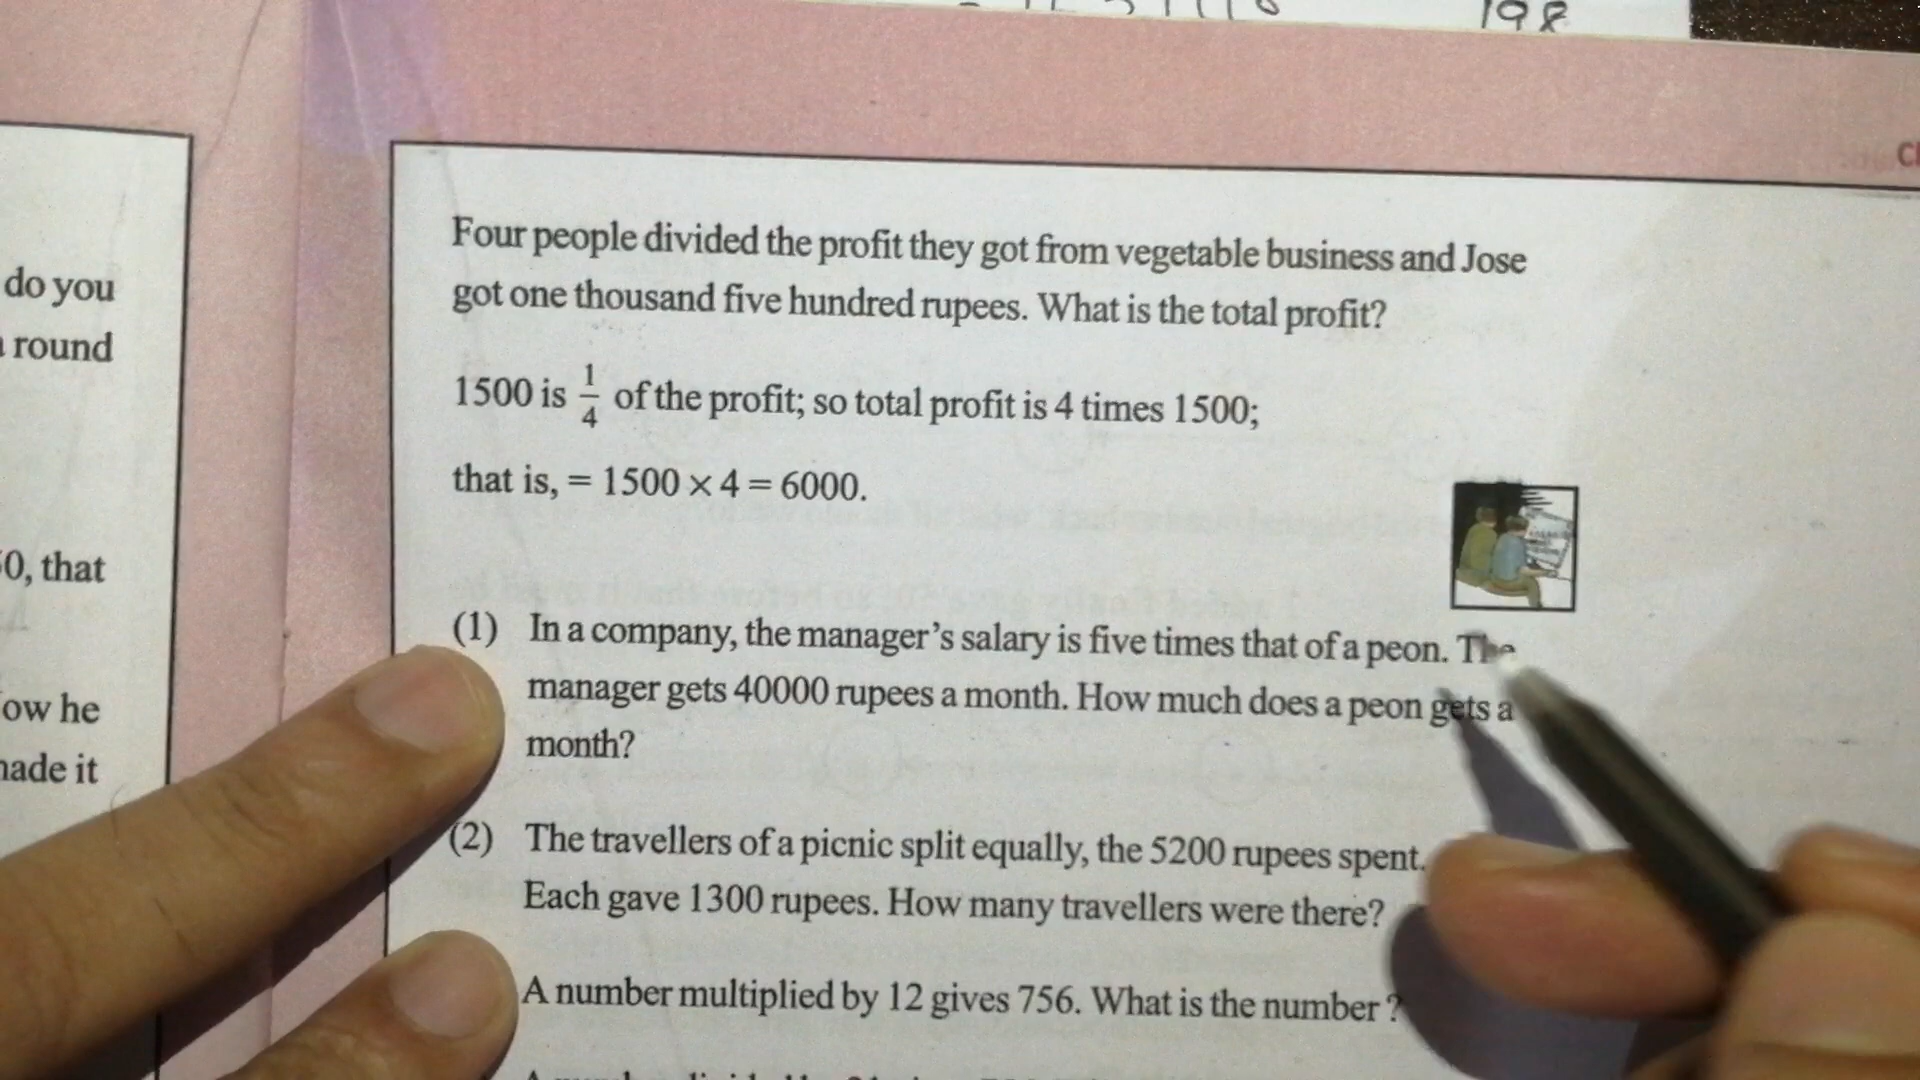 198
do you
round
0, that
ow he
ade it
Four people divided the profit they got from vegetable business and Jose
got one thousand five hundred rupees. What is the total profit?
1500 is 1/4 of the profit; so total profit is 4 times 1500;
that is, = 1500 × 4 = 6000.
(1) In a company, the manager's salary is five times that of a peon. The
manager gets 40000 rupees a month. How much does a peon gets a
month?
(2) The travellers of a picnic split equally, the 5200 rupees spent.
Each gave 1300 rupees. How many travellers were there?
A number multiplied by 12 gives 756. What is the number ?